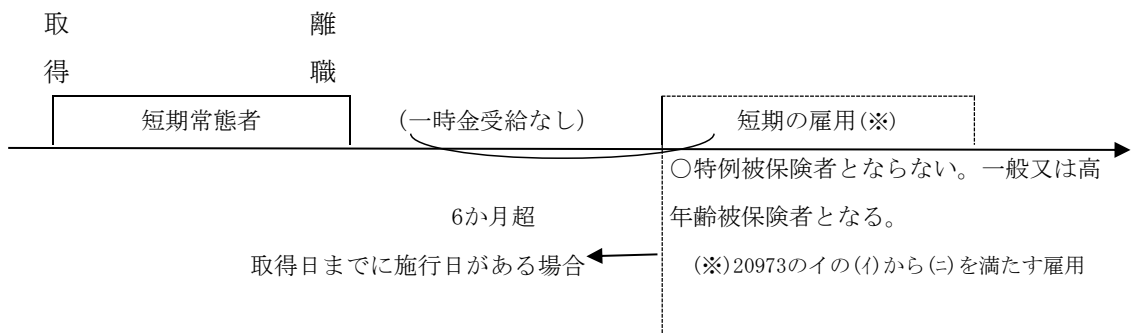 取得
離職
短期常態者
(一時金受給なし)
短期の雇用(※)
○特例被保険者とならない。一般又は高
年齢被保険者となる。
6か月超
取得日までに施行日がある場合
(※)20973のイの(ｲ)から(ﾆ)を満たす雇用